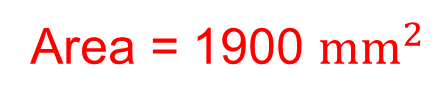 Area = 1900 mm²